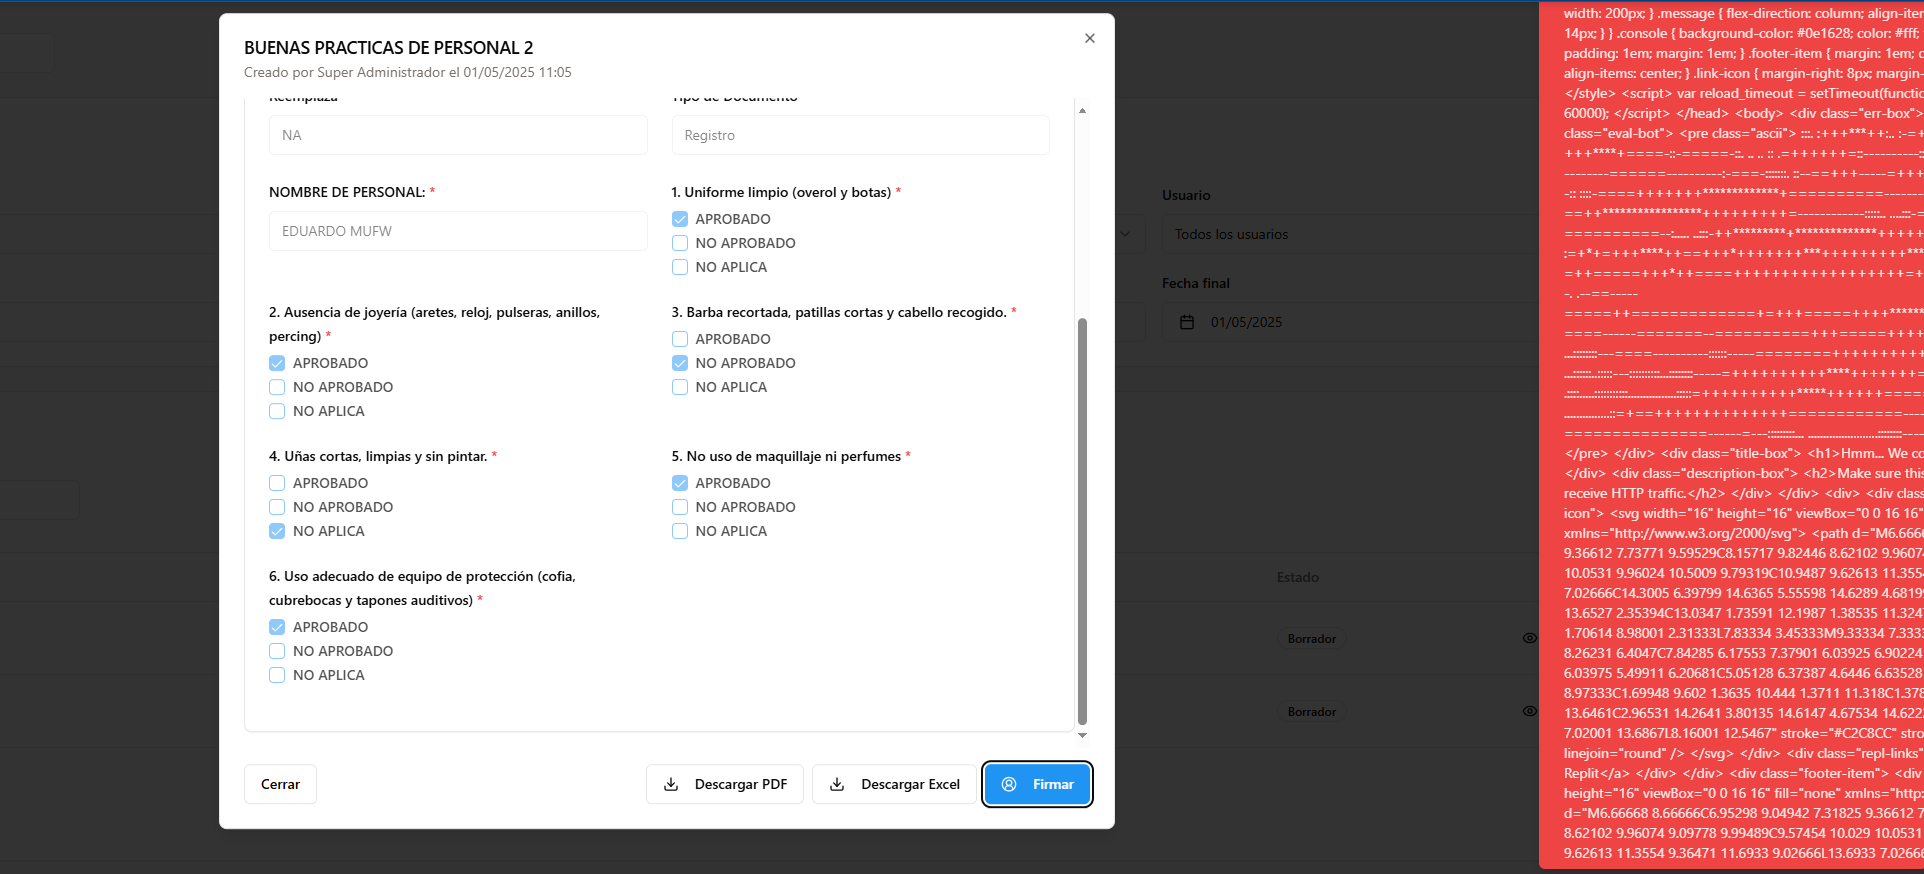 BUENAS PRACTICAS DE PERSONAL 2
Creado por Super Administrador el 01/05/2025 11:05
Reemplaza
Tipo de Documento
NA
Registro
NOMBRE DE PERSONAL: *
EDUARDO MUFW
1. Uniforme limpio (overol y botas) *
APROBADO
NO APROBADO
NO APLICA
2. Ausencia de joyería (aretes, reloj, pulseras, anillos,
percing) *
APROBADO
NO APROBADO
NO APLICA
3. Barba recortada, patillas cortas y cabello recogido. *
APROBADO
NO APROBADO
NO APLICA
4. Uñas cortas, limpias y sin pintar. *
APROBADO
NO APROBADO
NO APLICA
5. No uso de maquillaje ni perfumes *
APROBADO
NO APROBADO
NO APLICA
6. Uso adecuado de equipo de protección (cofia,
cubrebocas y tapones auditivos) *
APROBADO
NO APROBADO
NO APLICA
Cerrar
Descargar PDF
Descargar Excel
Firmar
Usuario
Todos los usuarios
Fecha final
01/05/2025
Estado
Borrador
Borrador
width: 200px; } .message { flex-direction: column; align-iter
14px; } } .console { background-color: #0e1628; color: #fff;
padding: 1em; margin: 1em; } .footer-item { margin: 1em; c
align-items: center; } .link-icon { margin-right: 8px; margin-
</style> <script> var reload_timeout = setTimeout(functio
60000); </script> </head> <body> <div class="err-box">
class="eval-bot"> <pre class="ascii">
</pre> </div> <div class="title-box"> <h1>Hmm... We co
</div> <div class="description-box"> <h2>Make sure this
receive HTTP traffic.</h2> </div> </div> <div> <div clas
icon"> <svg width="16" height="16" viewBox="0 0 16 16"
xmlns="http://www.w3.org/2000/svg"> <path d="M6.6666
9.36612 7.73771 9.59529C8.15717 9.82446 8.62102 9.9607
10.0531 9.96024 10.5009 9.79319C10.9487 9.62613 11.355
7.02666C14.3005 6.39799 14.6365 5.55598 14.6289 4.6819
13.6527 2.35394C13.0347 1.73591 12.1987 1.38535 11.324
1.70614 8.98001 2.31333L7.83334 3.45333M9.33334 7.333
8.26231 6.4047C7.84285 6.17553 7.37901 6.03925 6.90224
6.03975 5.49911 6.20681C5.05128 6.37387 4.6446 6.63528
8.97333C1.69948 9.602 1.3635 10.444 1.3711 11.318C1.378
13.6461C2.96531 14.2641 3.80135 14.6147 4.67534 14.622
7.02001 13.6867L8.16001 12.5467" stroke="#C2C8CC" stro
linejoin="round" /> </svg> </div> <div class="repl-links"
Replit</a> </div> </div> <div class="footer-item"> <div
height="16" viewBox="0 0 16 16" fill="none" xmlns="http:
d="M6.66668 8.66666C6.95298 9.04942 7.31825 9.36612 7
8.62102 9.96074 9.09778 9.99489C9.57454 10.029 10.0531
9.62613 11.3554 9.36471 11.6933 9.02666L13.6933 7.0266